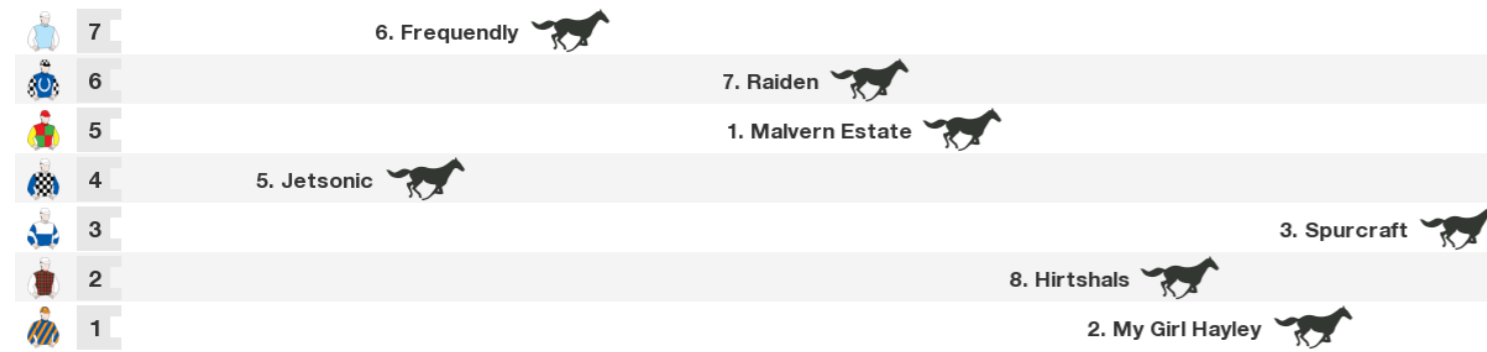 7 6. Frequendly
6 7. Raiden
5 1. Malvern Estate
4 5. Jetsonic
3 3. Spurcraft
2 8. Hirtshals
1 2. My Girl Hayley